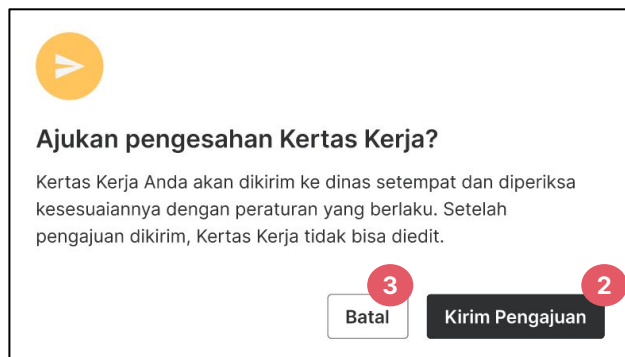 Ajukan pengesahan Kertas Kerja?
Kertas Kerja Anda akan dikirim ke dinas setempat dan diperiksa
kesesuaiannya dengan peraturan yang berlaku. Setelah
pengajuan dikirim, Kertas Kerja tidak bisa diedit.
3 2
Batal Kirim Pengajuan